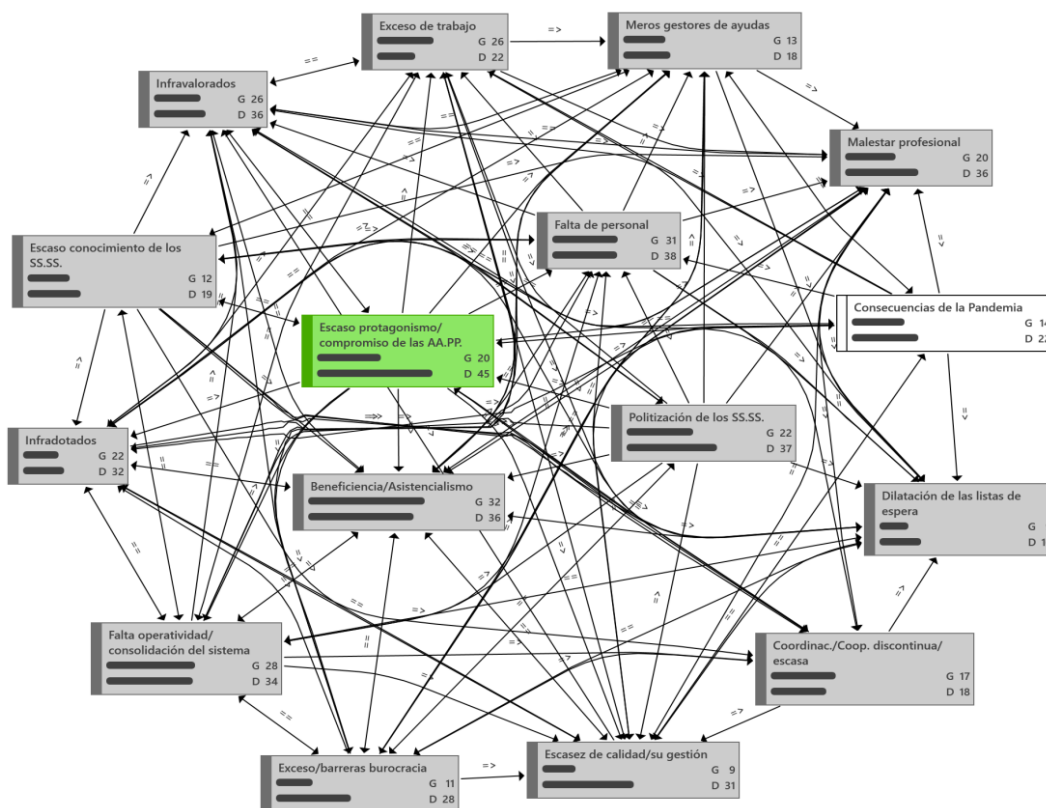 Exceso de trabajo
G 26
D 22
Meros gestores de ayudas
G 13
D 18
Infravalorados
G 26
D 36
Malestar profesional
G 20
D 36
Falta de personal
G 31
D 38
Escaso conocimiento de los
SS.SS.
G 12
D 19
Consecuencias de la Pandemia
G 14
D 22
Escaso protagonismo/
compromiso de las AA.PP.
G 20
D 45
Politización de los SS.SS.
G 22
D 37
Infradotados
G 22
D 32
Beneficiencia/Asistencialismo
G 32
D 36
Dilatación de las listas de
espera
G
D 1
Falta operatividad/
consolidación del sistema
G 28
D 34
Coordinac./Coop. discontinua/
escasa
G 17
D 18
Exceso/barreras burocracia
G 11
D 28
Escasez de calidad/su gestión
G 9
D 31